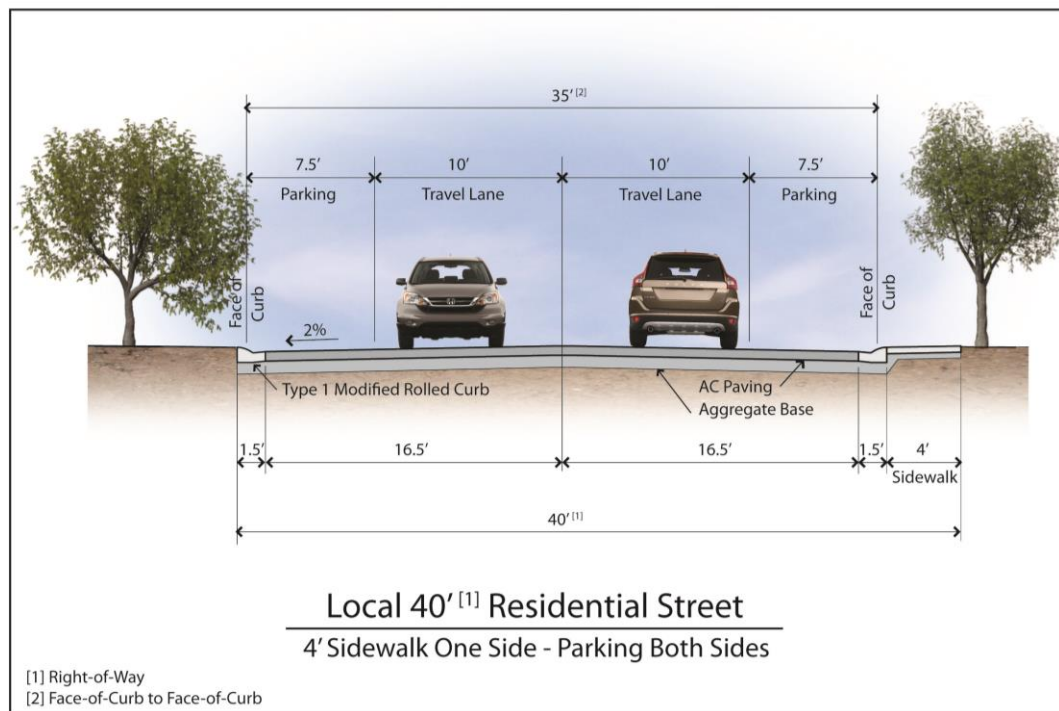 35' [2]
7.5'
10'
10'
7.5'
Parking
Travel Lane
Travel Lane
Parking
Face of
Curb
Face of
Curb
2%
Type 1 Modified Rolled Curb
AC Paving
Aggregate Base
1.5'
16.5'
16.5'
1.5'
4'
Sidewalk
40' [1]
Local 40' [1] Residential Street
4' Sidewalk One Side - Parking Both Sides
[1] Right-of-Way
[2] Face-of-Curb to Face-of-Curb